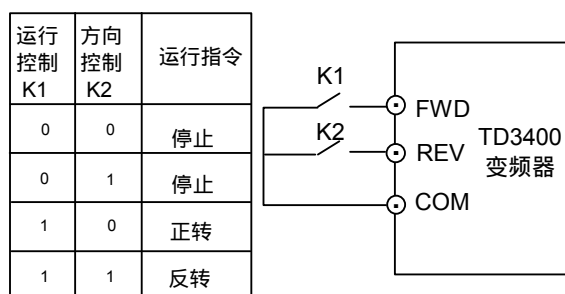 运行
控制
K1
方向
控制
K2
运行指令
0 0 停止
0 1 停止
1 0 正转
1 1 反转
K1
FWD
K2
REV
COM
TD3400
变频器